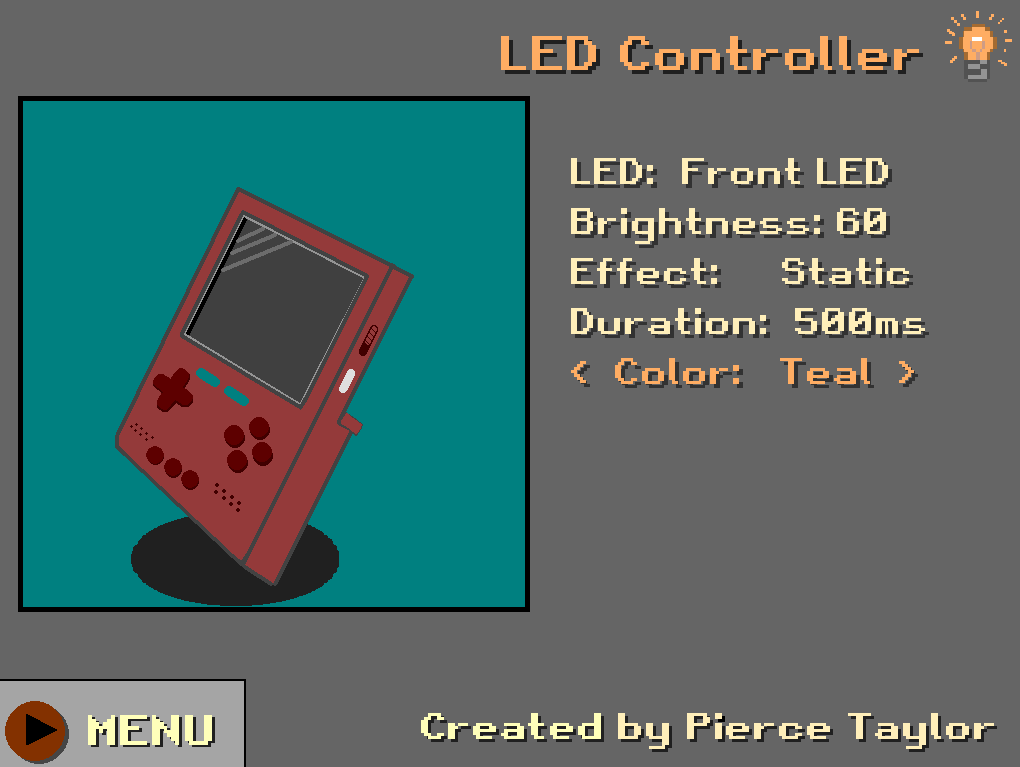 LED Controller
LED: Front LED
Brightness: 60
Effect: Static
Duration: 500ms
< Color: Teal >
MENU
Created by Pierce Taylor